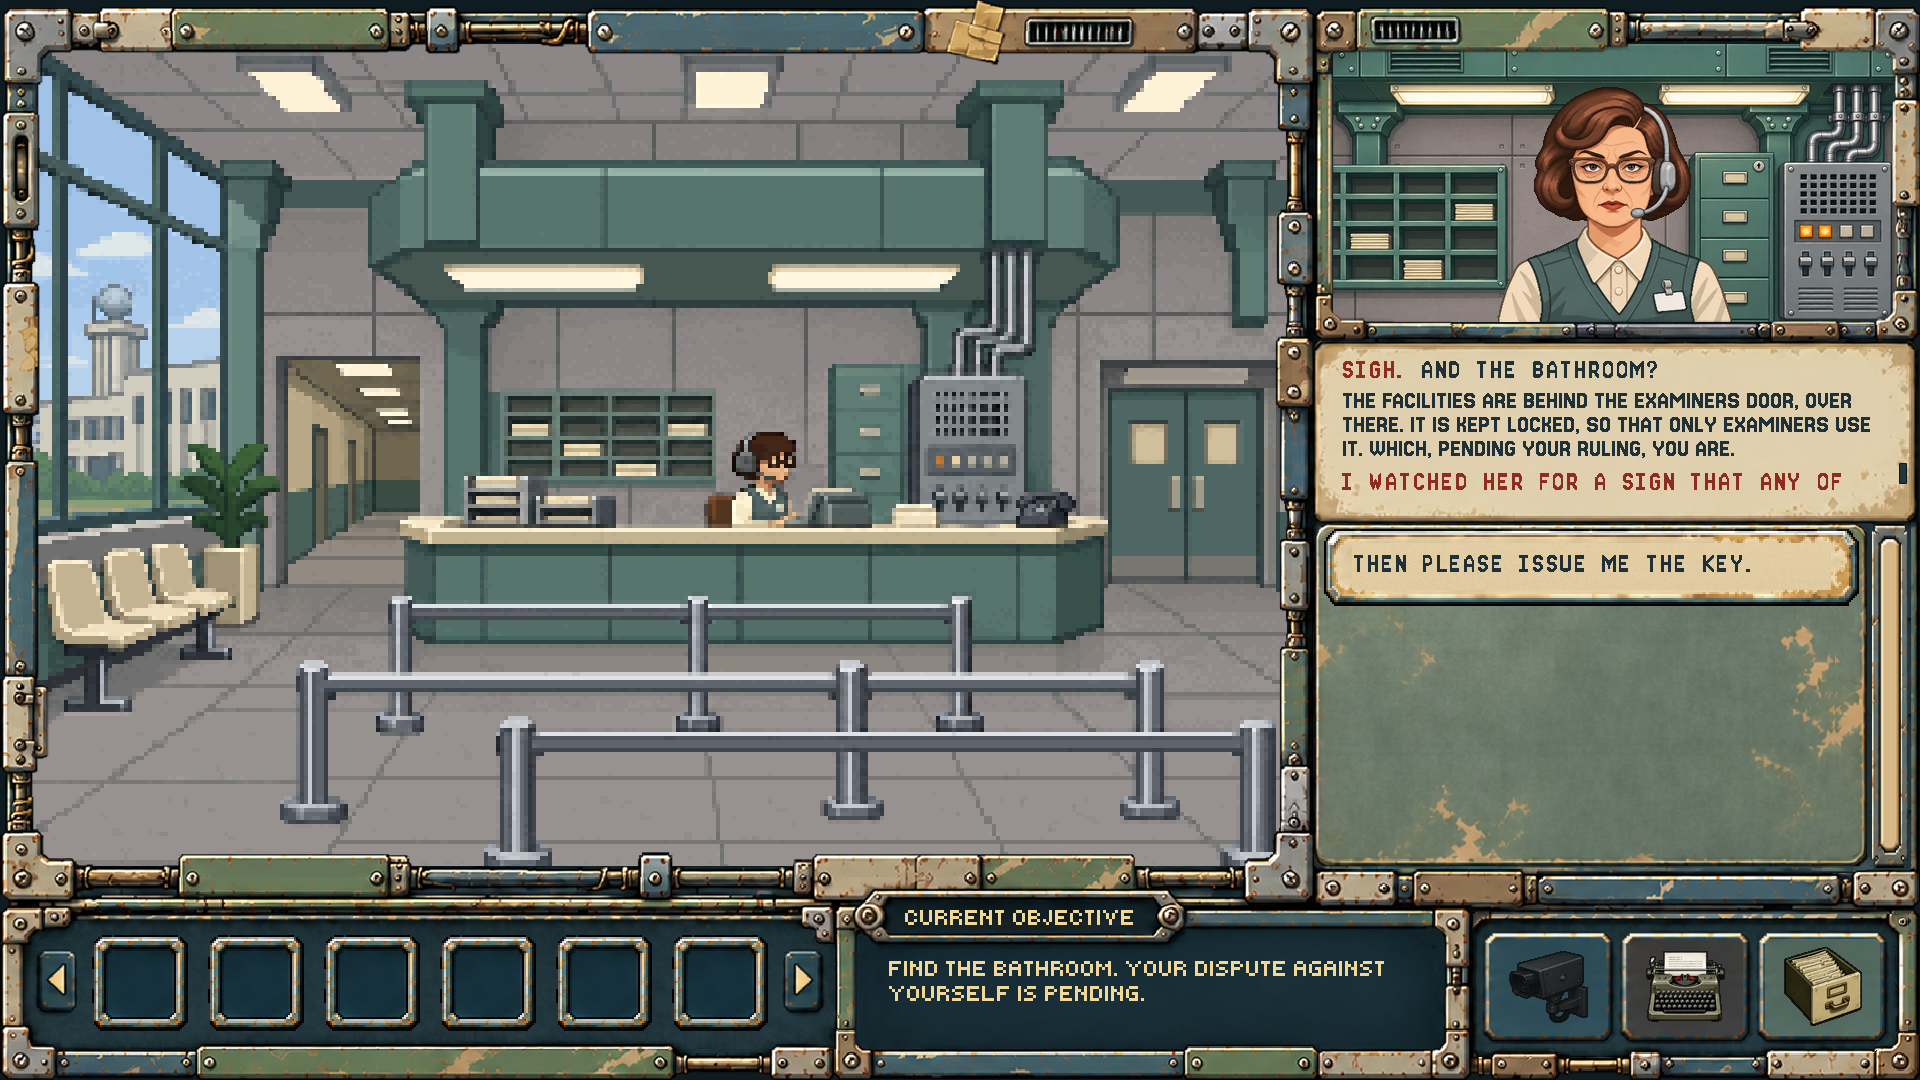 SIGH. AND THE BATHROOM?
THE FACILITIES ARE BEHIND THE EXAMINERS DOOR, OVER
THERE. IT IS KEPT LOCKED, SO THAT ONLY EXAMINERS USE
IT. WHICH, PENDING YOUR RULING, YOU ARE.
I WATCHED HER FOR A SIGN THAT ANY OF
THEN PLEASE ISSUE ME THE KEY.
CURRENT OBJECTIVE
FIND THE BATHROOM. YOUR DISPUTE AGAINST
YOURSELF IS PENDING.